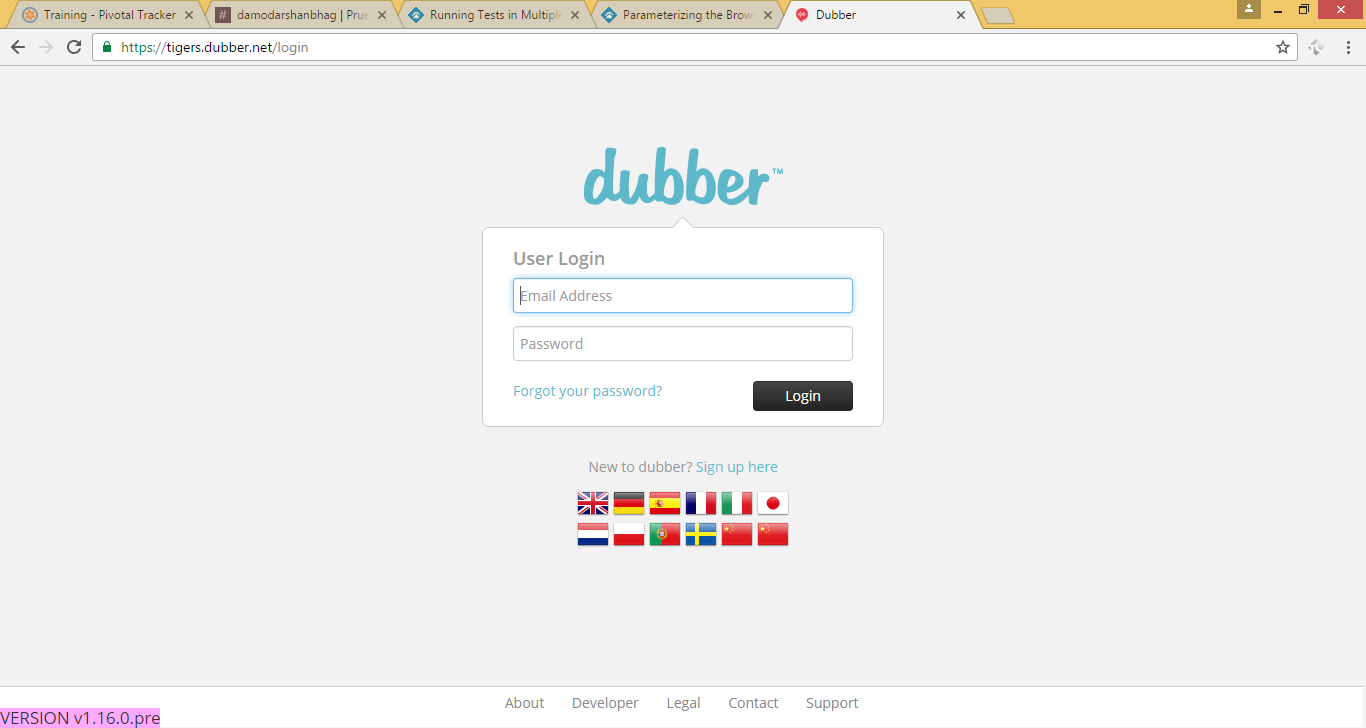 Training - Pivotal Tracker
damodarshanbhag | Prue
Running Tests in Multiple
Parameterizing the Brow
Dubber
https://tigers.dubber.net/login
dubber™
User Login
Email Address
Password
Forgot your password?
Login
New to dubber? Sign up here
About Developer Legal Contact Support
VERSION v1.16.0.pre